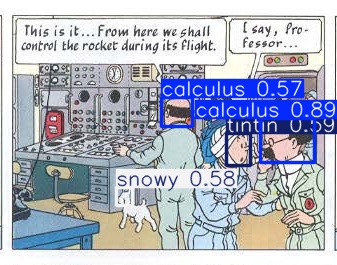 This is it... From here we shall
control the rocket during its flight.
I say, Pro-
fessor...
calculus 0.57
calculus 0.89
tintin 0.59
snowy 0.58